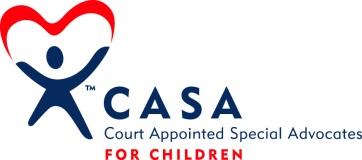 ™ CASA
Court Appointed Special Advocates
FOR CHILDREN